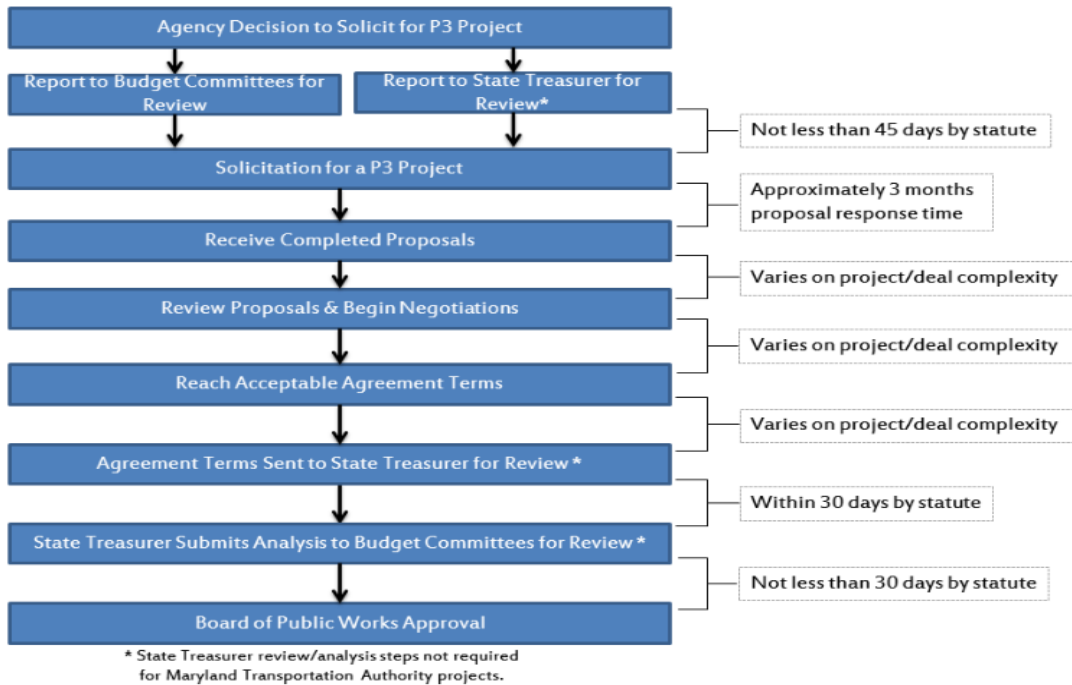 Agency Decision to Solicit for P3 Project
Report to Budget Committees for
Review
Report to State Treasurer for
Review*
Not less than 45 days by statute
Solicitation for a P3 Project
Approximately 3 months
proposal response time
Receive Completed Proposals
Varies on project/deal complexity
Review Proposals & Begin Negotiations
Varies on project/deal complexity
Reach Acceptable Agreement Terms
Varies on project/deal complexity
Agreement Terms Sent to State Treasurer for Review *
Within 30 days by statute
State Treasurer Submits Analysis to Budget Committees for Review *
Not less than 30 days by statute
Board of Public Works Approval
* State Treasurer review/analysis steps not required
for Maryland Transportation Authority projects.